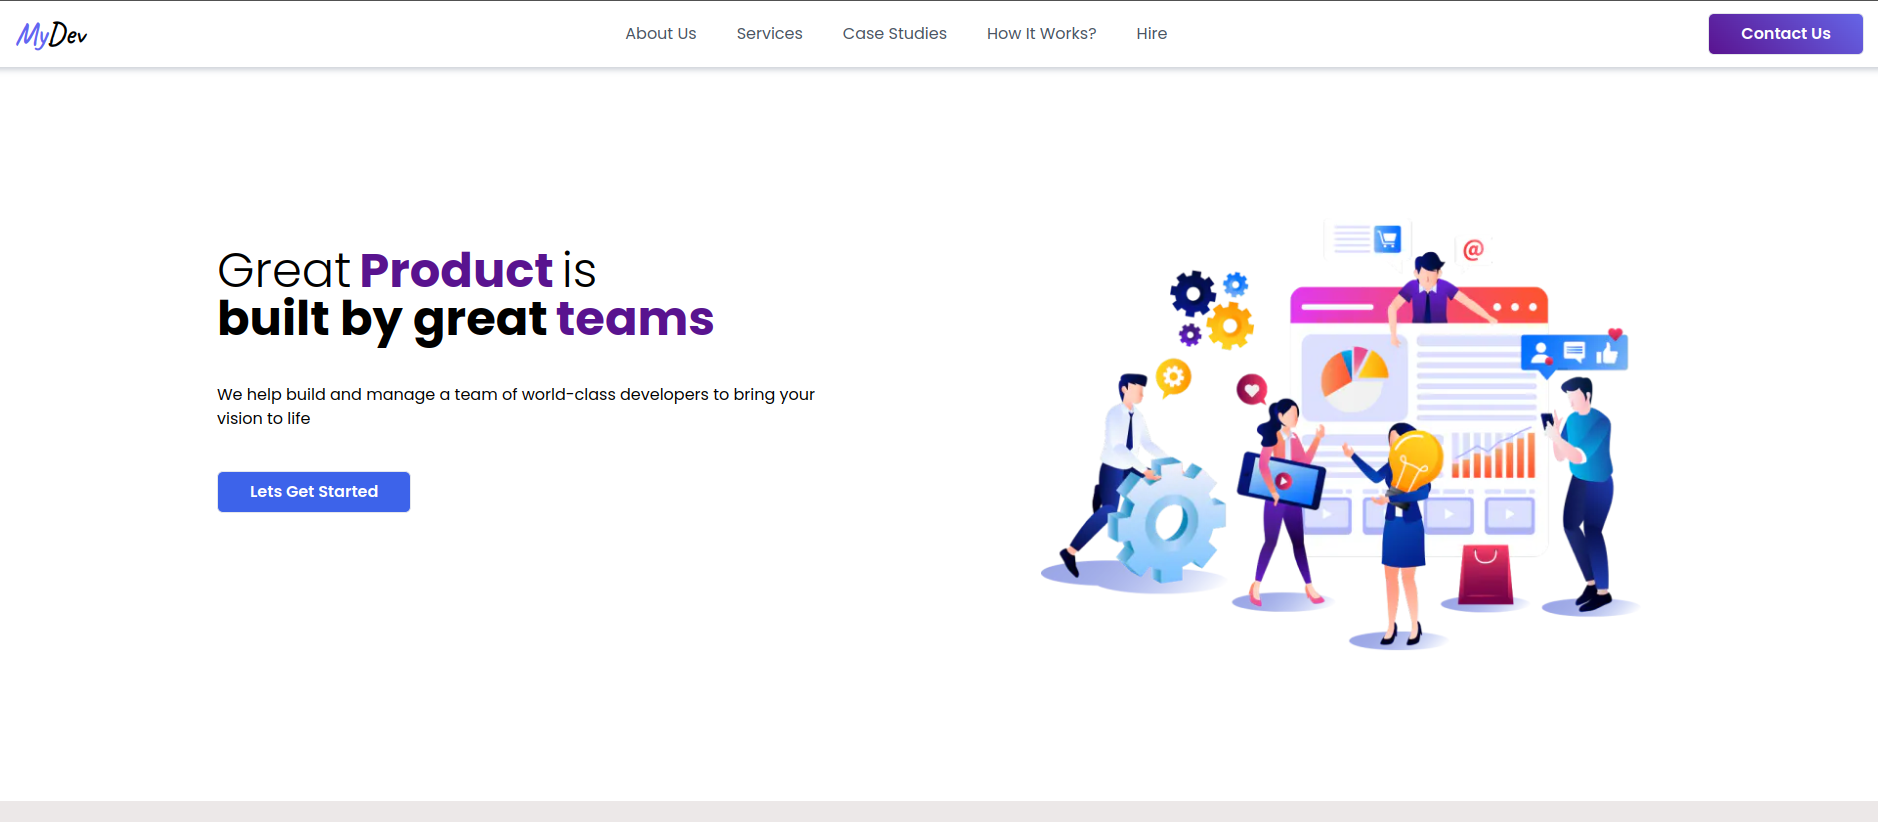 MyDev
About Us
Services
Case Studies
How It Works?
Hire
Contact Us
Great Product is
built by great teams
We help build and manage a team of world-class developers to bring your
vision to life
Lets Get Started
@